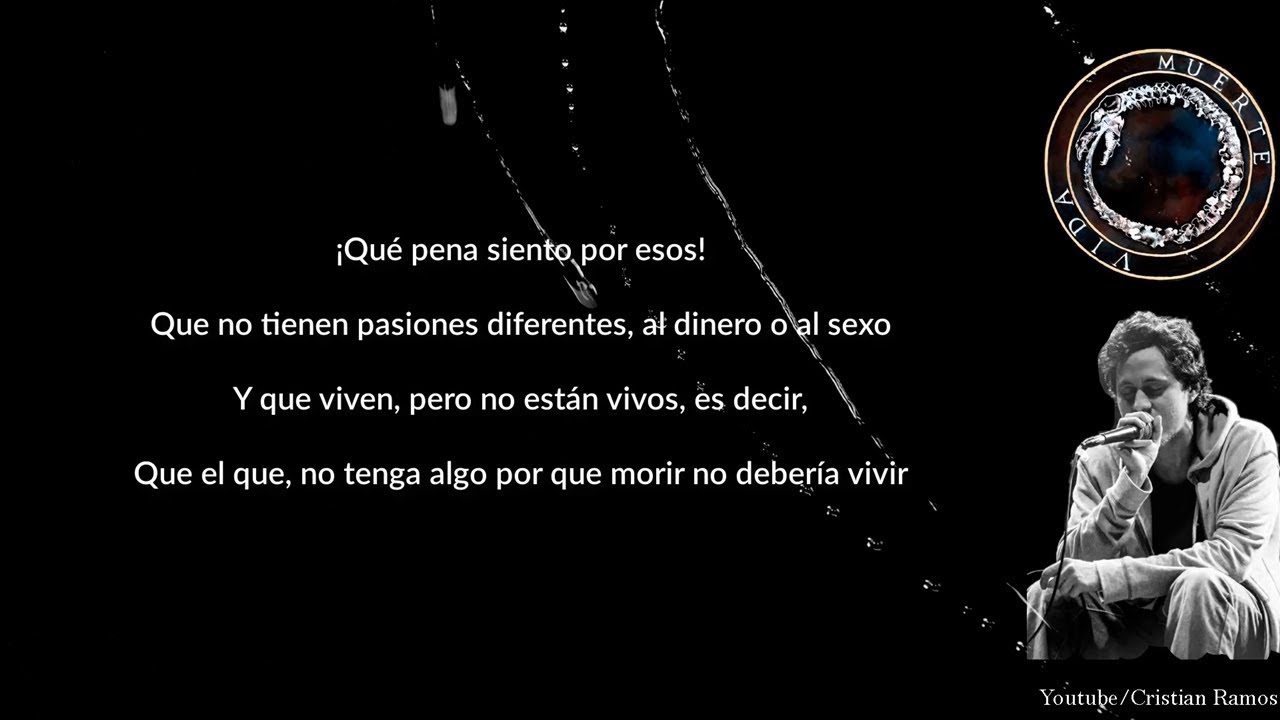 MUERTE
VIDA
¡Qué pena siento por esos!
Que no tienen pasiones diferentes, al dinero o al sexo
Y que viven, pero no están vivos, es decir,
Que el que, no tenga algo por que morir no debería vivir
Youtube/Cristian Ramos